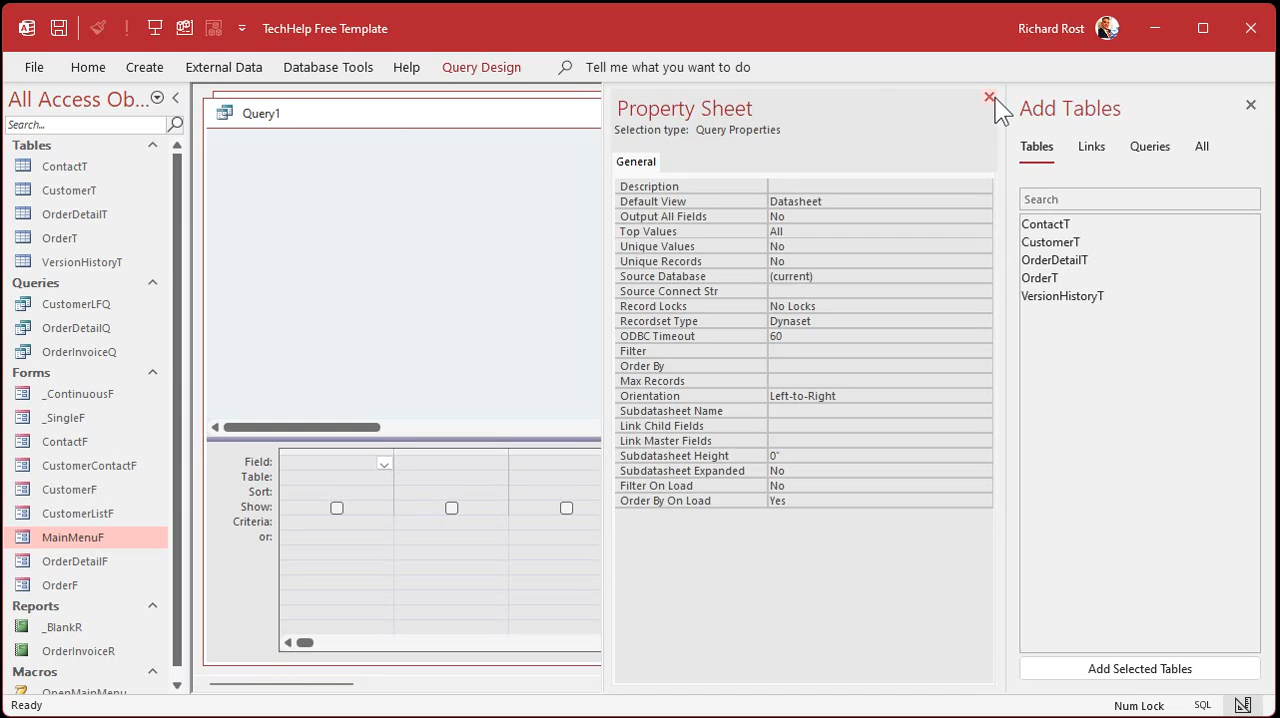 TechHelp Free Template
Richard Rost
File Home Create External Data Database Tools Help Query Design Tell me what you want to do
All Access Ob...
Search...
Tables
ContactT
CustomerT
OrderDetailT
OrderT
VersionHistoryT
Queries
CustomerLFQ
OrderDetailQ
OrderInvoiceQ
Forms
_ContinuousF
_SingleF
ContactF
CustomerContactF
CustomerF
CustomerListF
MainMenuF
OrderDetailF
OrderF
Reports
_BlankR
OrderInvoiceR
Macros
OpenMainMenu
Query1
Field:
Table:
Sort:
Show:
Criteria:
or:
Property Sheet
Selection type: Query Properties
General
Description
Default View Datasheet
Output All Fields No
Top Values All
Unique Values No
Unique Records No
Source Database (current)
Source Connect Str
Record Locks No Locks
Recordset Type Dynaset
ODBC Timeout 60
Filter
Order By
Max Records
Orientation Left-to-Right
Subdatasheet Name
Link Child Fields
Link Master Fields
Subdatasheet Height 0"
Subdatasheet Expanded No
Filter On Load No
Order By On Load Yes
Add Tables
Tables Links Queries All
Search
ContactT
CustomerT
OrderDetailT
OrderT
VersionHistoryT
Add Selected Tables
Ready
Num Lock SQL